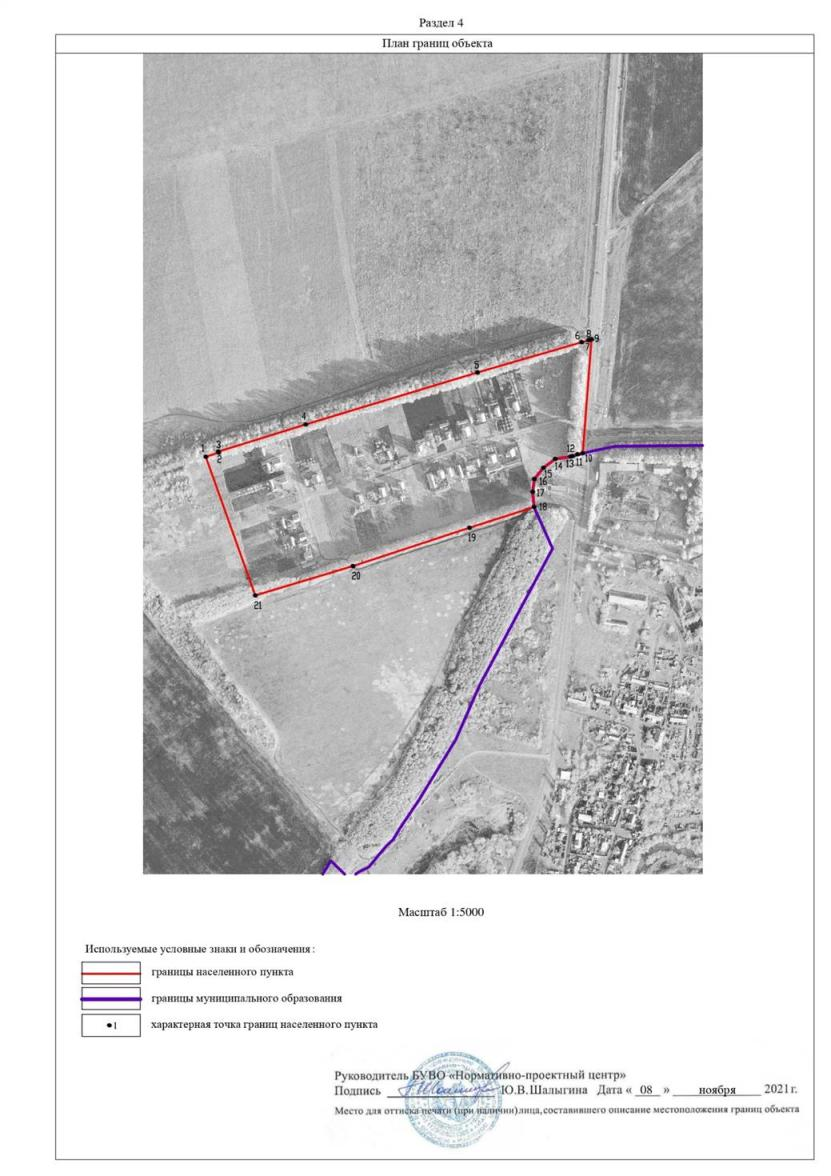 Раздел 4
План границ объекта
6 8 9
7
5
4
1 3
2
12
10
11
13
14
15
16
17
18
19
20
21
Масштаб 1:5000
Используемые условные знаки и обозначения :
границы населенного пункта
границы муниципального образования
1 характерная точка границ населенного пункта
Руководитель БУВО «Нормативно-проектный центр»
Подпись Ю.В.Шалыгина Дата « 08 » ноября 2021 г.
Место для оттиска печати (при наличии) лица, составившего описание местоположения границ объекта